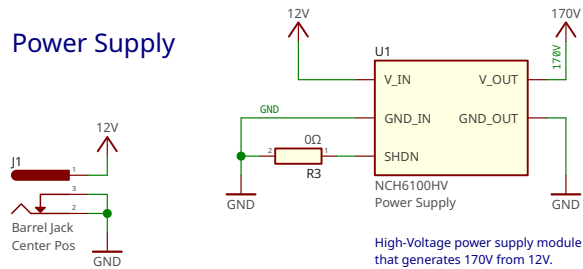 Power Supply
12V
170V
U1
170V
V_IN
V_OUT
GND
GND_IN
GND_OUT
12V
0Ω
2
1
SHDN
R3
J1
1
NCH6100HV
Power Supply
3
GND
GND
2
Barrel Jack
Center Pos
GND
High-Voltage power supply module
that generates 170V from 12V.